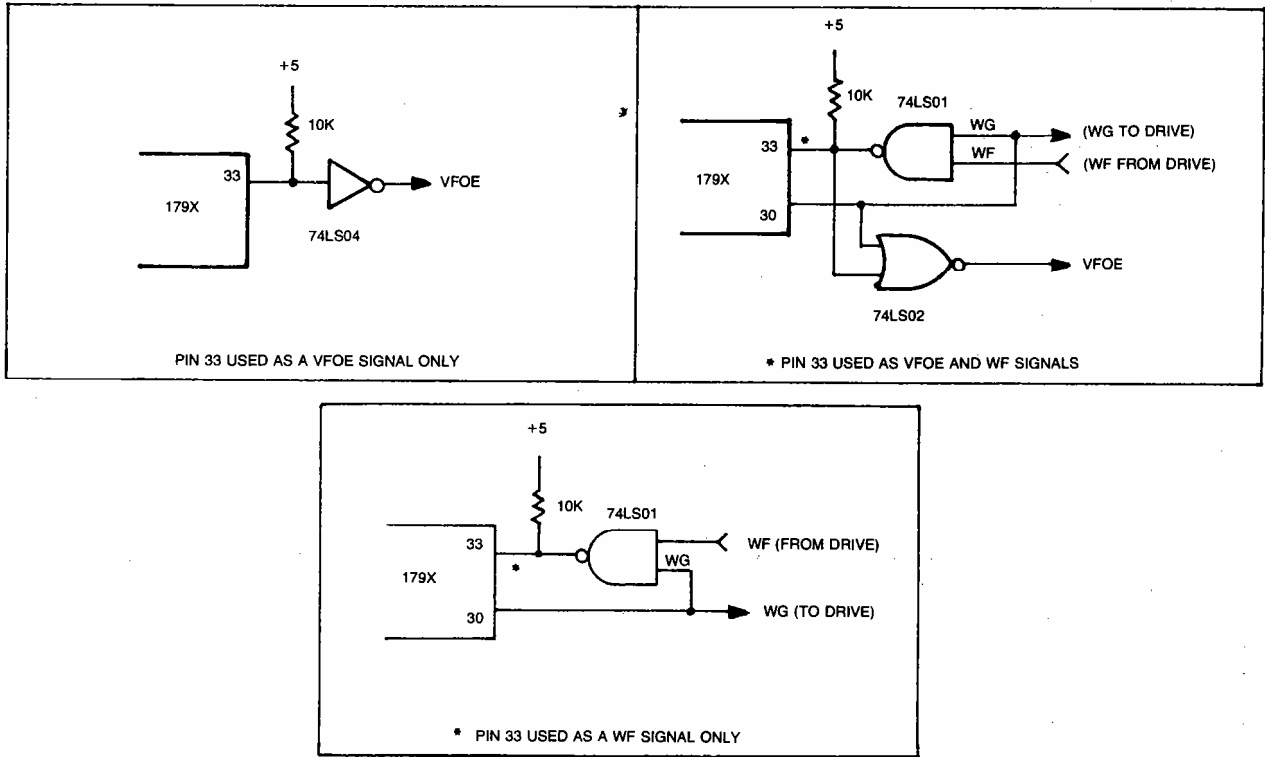 +5
10K
33
179X
VFOE
74LS04
PIN 33 USED AS A VFOE SIGNAL ONLY
+5
10K
74LS01
33
*
WG
(WG TO DRIVE)
WF
(WF FROM DRIVE)
179X
30
VFOE
74LS02
* PIN 33 USED AS VFOE AND WF SIGNALS
+5
10K
74LS01
33
*
WF (FROM DRIVE)
WG
179X
30
WG (TO DRIVE)
* PIN 33 USED AS A WF SIGNAL ONLY